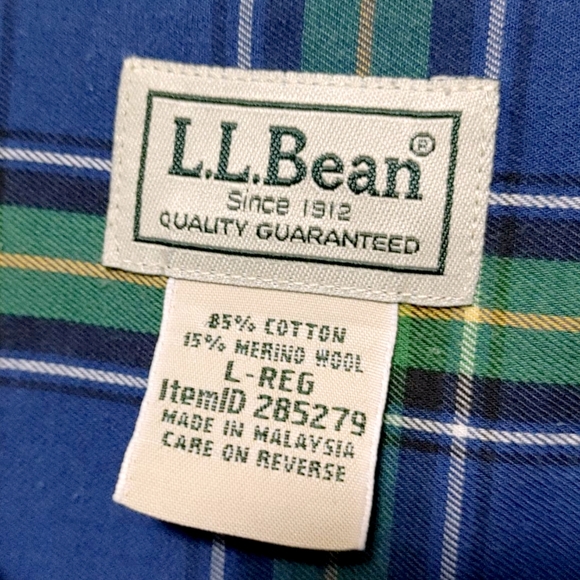 L.L.Bean®
Since 1912
QUALITY GUARANTEED
85% COTTON
15% MERINO WOOL
L-REG
ItemID 285279
MADE IN MALAYSIA
CARE ON REVERSE